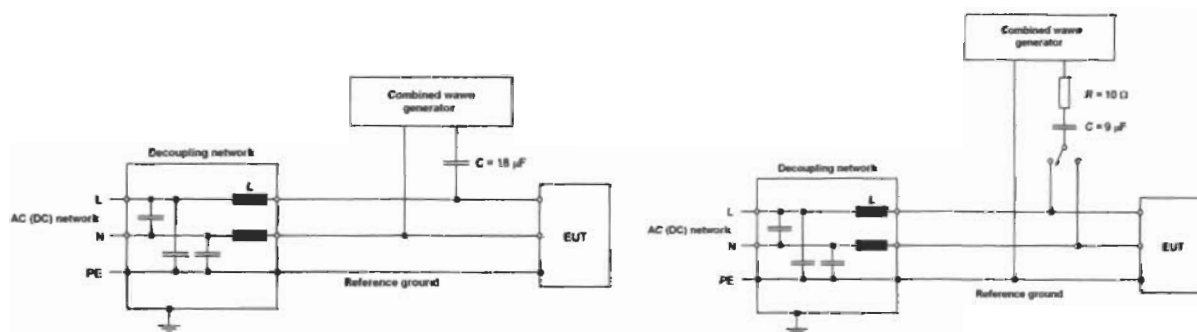 Combined wawe
generator
C = 18 μF
Decoupling network
L
L
AC (DC) network
N
PE
EUT
Reference ground
Combined wawo
generator
R = 10 Ω
C = 9 μF
Decoupling network
L
L
AC (DC) network
N
PE
EUT
Reference ground